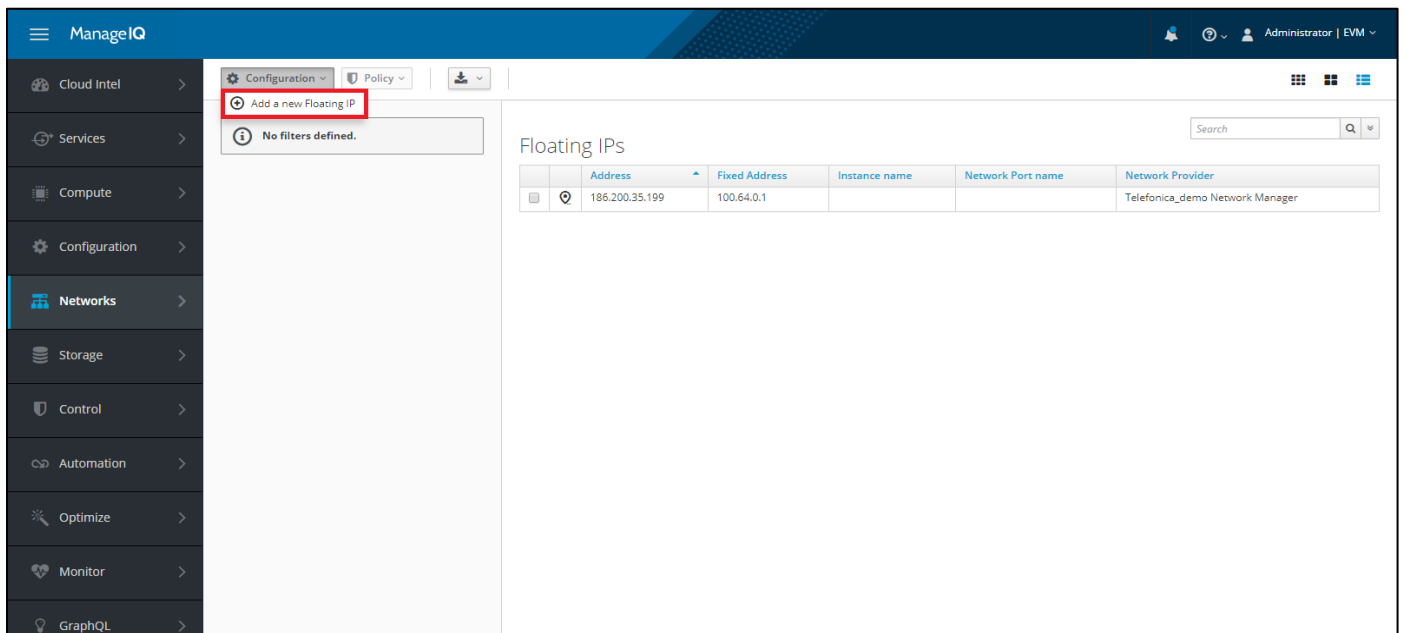 ManageIQ
Administrator | EVM
Cloud Intel
Services
Compute
Configuration
Networks
Storage
Control
Automation
Optimize
Monitor
GraphQL
Configuration
Policy
Add a new Floating IP
No filters defined.
Floating IPs
Search
Address Fixed Address Instance name Network Port name Network Provider
186.200.35.199 100.64.0.1 Telefonica_demo Network Manager